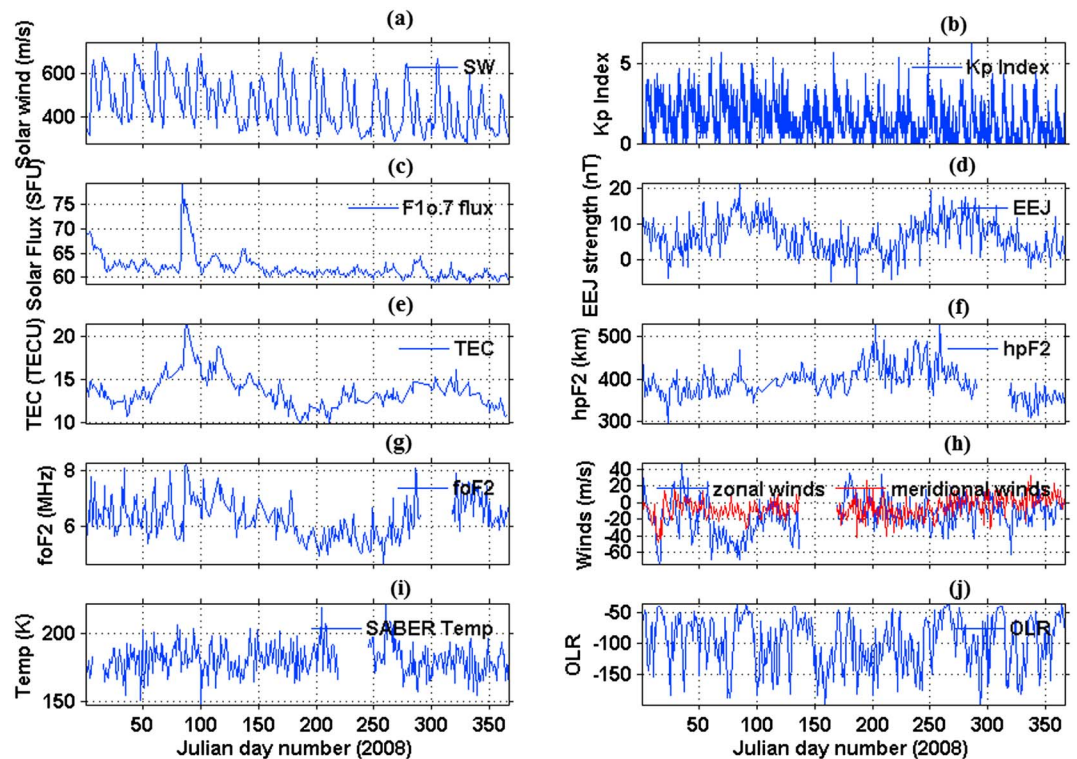 (a)
Solar wind (m/s)
600
400
SW
(b)
Kp Index
5
0
Kp Index
(c)
Solar Flux (SFU)
75
70
65
60
F1o.7 flux
(d)
EEJ strength (nT)
20
10
0
EEJ
(e)
TEC (TECU)
20
15
10
TEC
(f)
hpF2 (km)
500
400
300
hpF2
(g)
foF2 (MHz)
8
6
foF2
(h)
Winds (m/s)
40
20
0
-20
-40
-60
zonal winds
meridional winds
(i)
Temp (K)
200
150
SABER Temp
50 100 150 200 250 300 350
Julian day number (2008)
(j)
OLR
-50
-100
-150
OLR
50 100 150 200 250 300 350
Julian day number (2008)